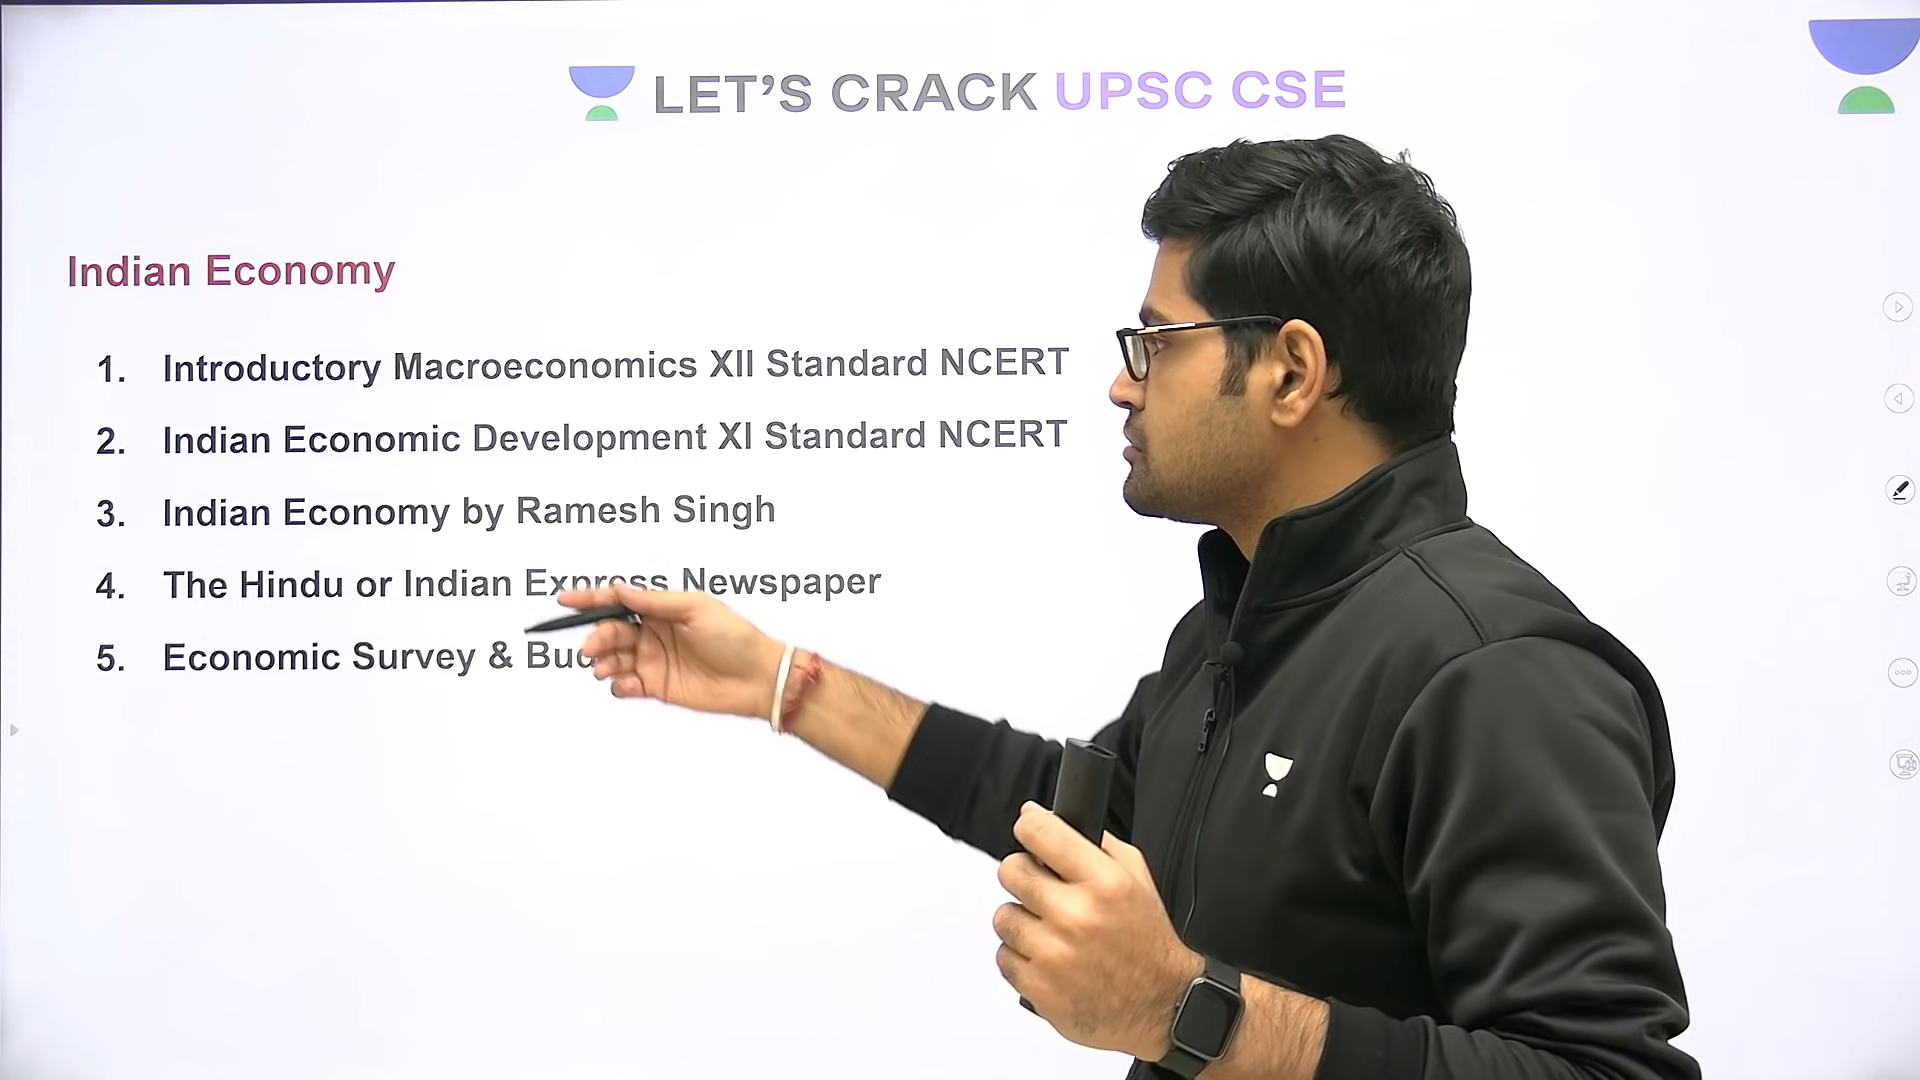 LET'S CRACK UPSC CSE
Indian Economy
1. Introductory Macroeconomics XII Standard NCERT
2. Indian Economic Development XI Standard NCERT
3. Indian Economy by Ramesh Singh
4. The Hindu or Indian Express Newspaper
5. Economic Survey &